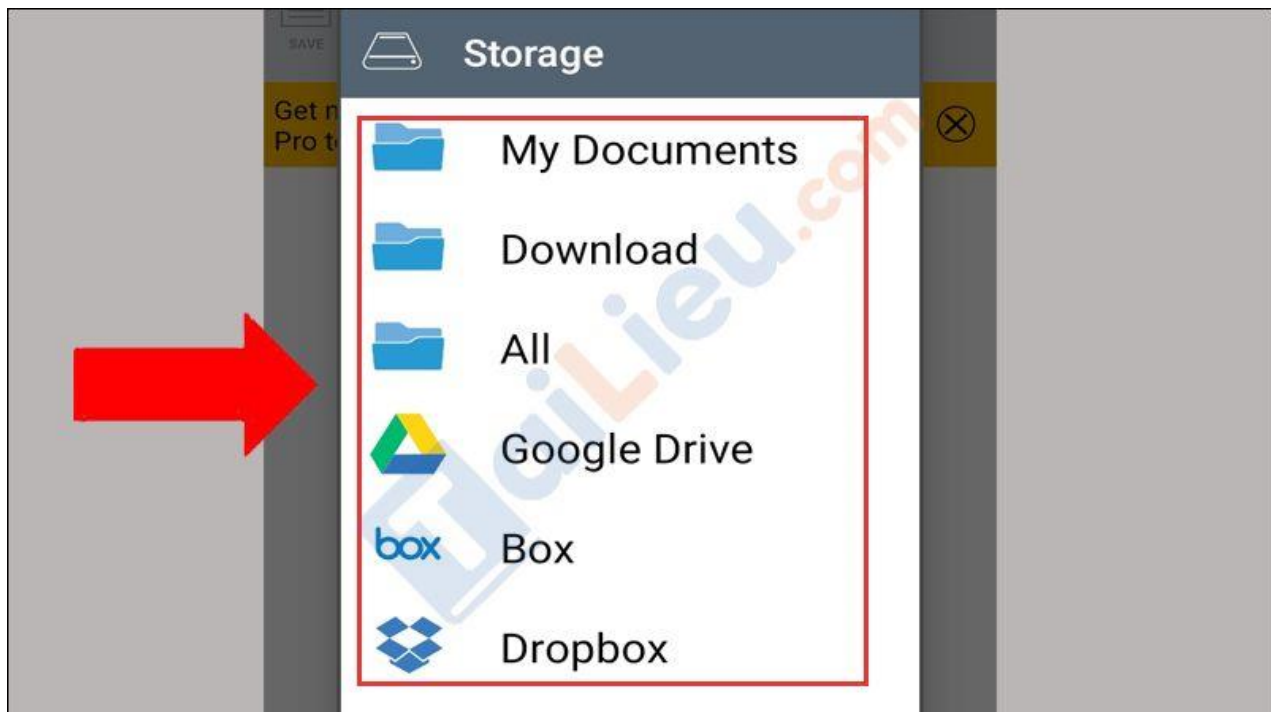 SAVE
Storage
Get n
Pro t
My Documents
Download
All
Google Drive
box
Box
Dropbox
TaiLieu.com